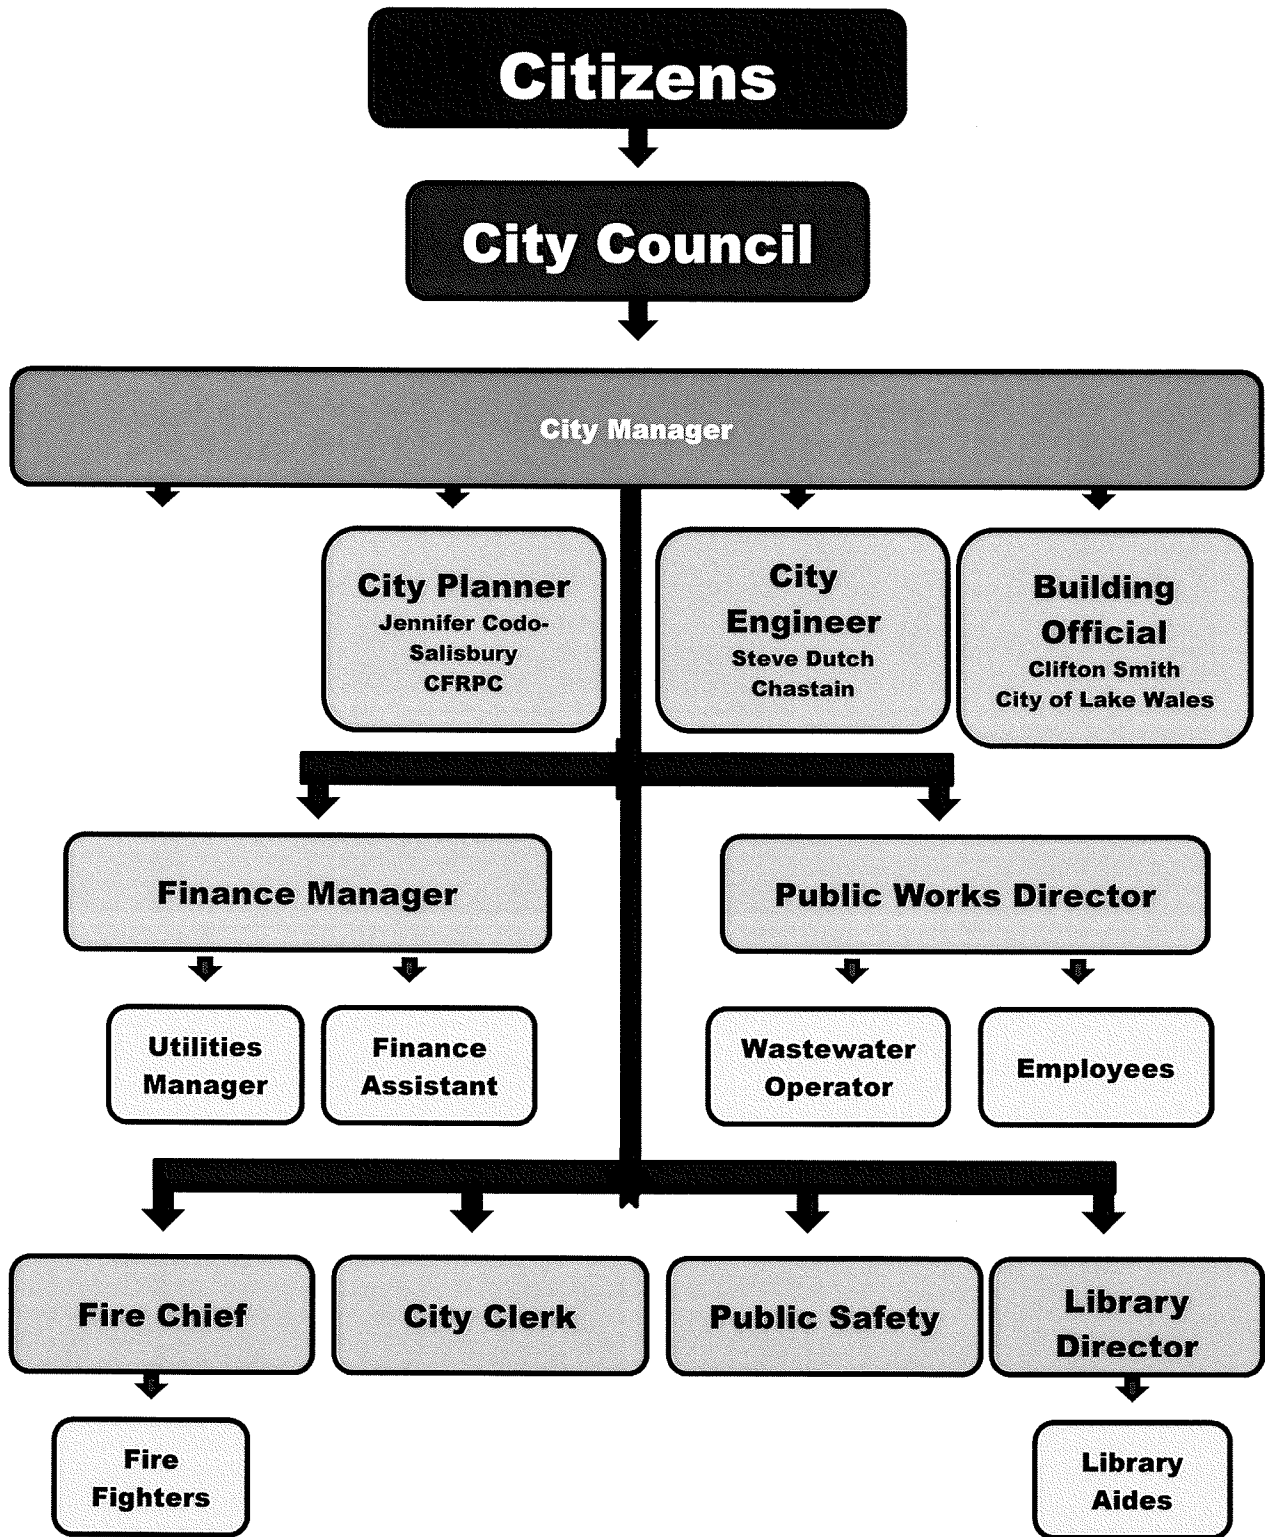 Citizens
City Council
City Manager
City Planner
Jennifer Codo-
Salisbury
CFRPC
City
Engineer
Steve Dutch
Chastain
Building
Official
Clifton Smith
City of Lake Wales
Finance Manager
Public Works Director
Utilities
Manager
Finance
Assistant
Wastewater
Operator
Employees
Fire Chief
City Clerk
Public Safety
Library
Director
Fire
Fighters
Library
Aides